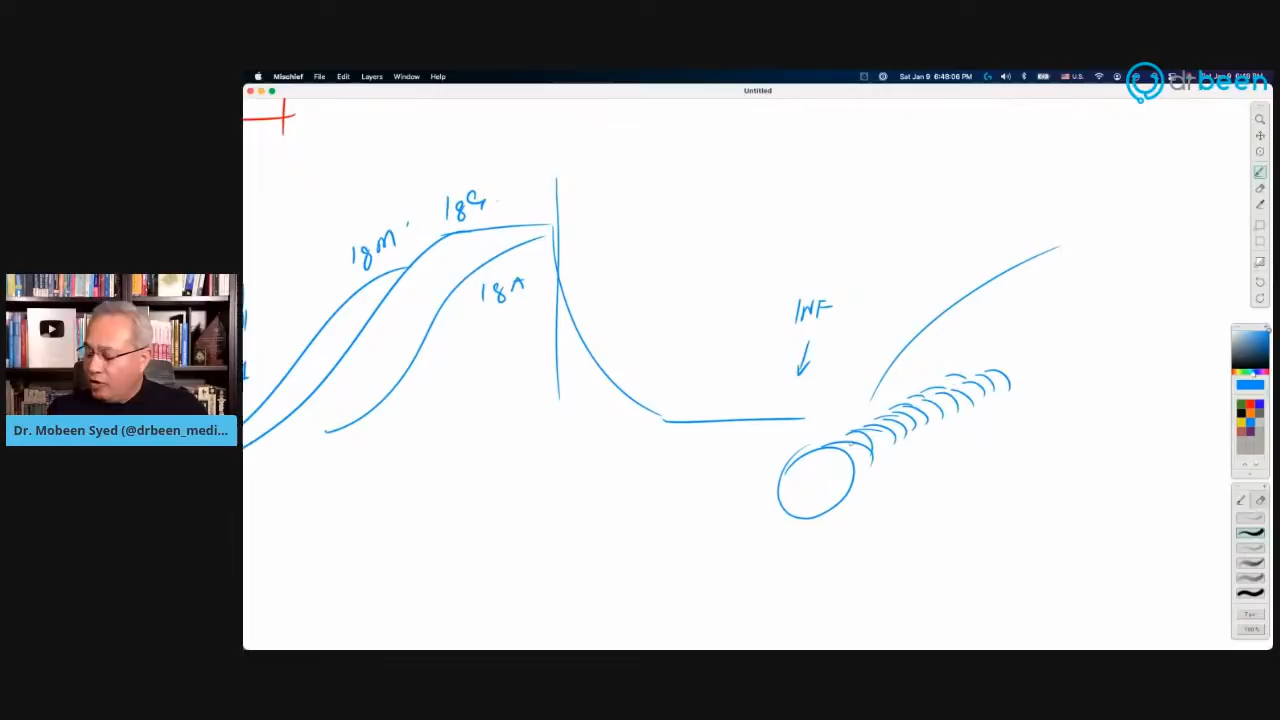 Mischief File Edit Layers Window Help
U.S. Sat Jan 9 6:48:06 PM
drbeen
Untitled
IgG
IgM
IgA
INF
Dr. Mobeen Syed (@drbeen_medi...
100%